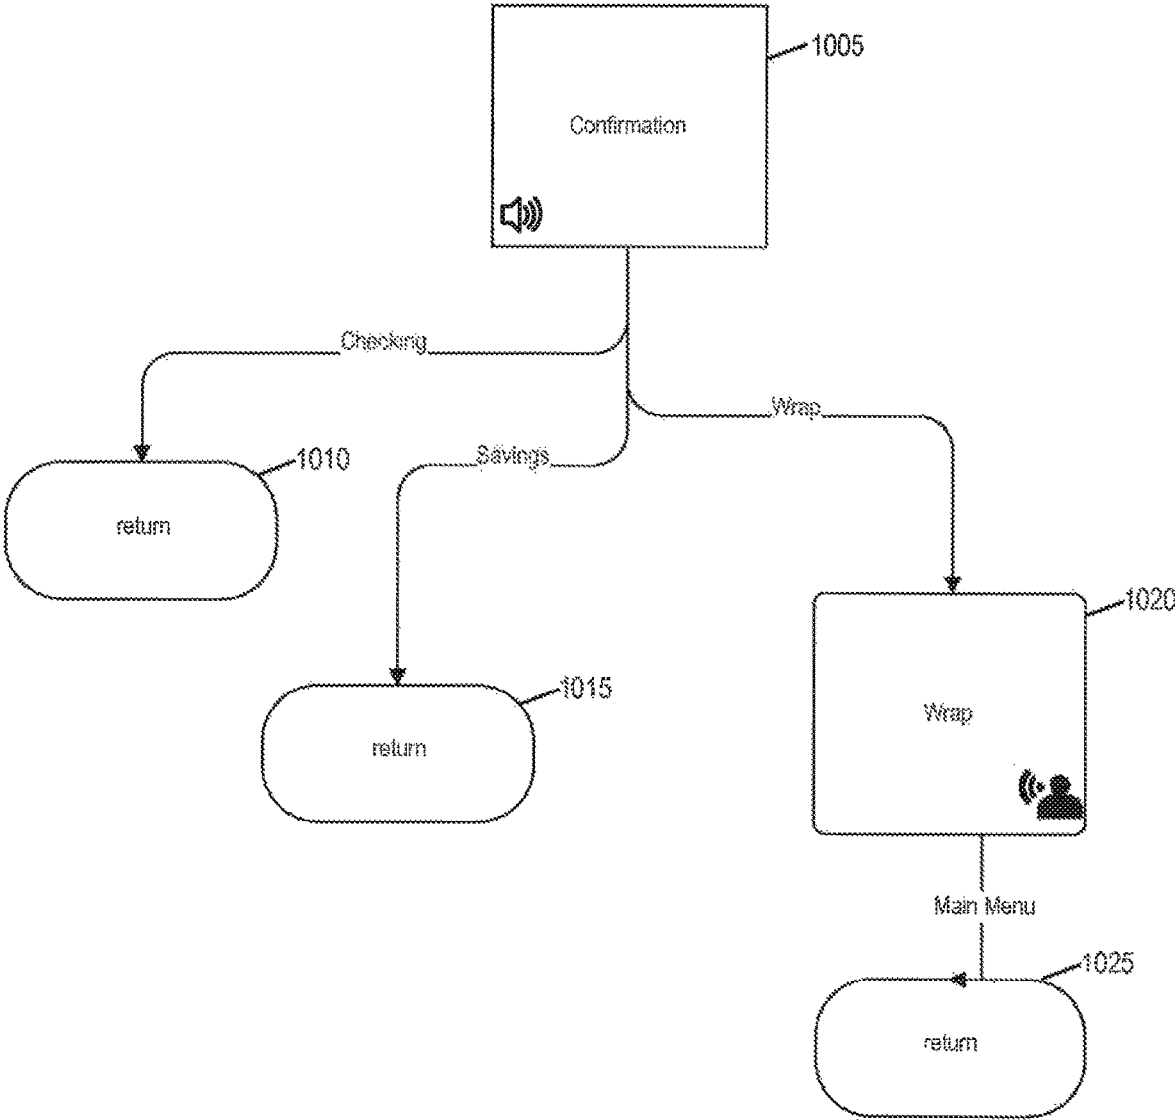 1005
Confirmation
Checking
Wrap
Savings
1010
return
1020
1015
Wrap
return
Main Menu
1025
return